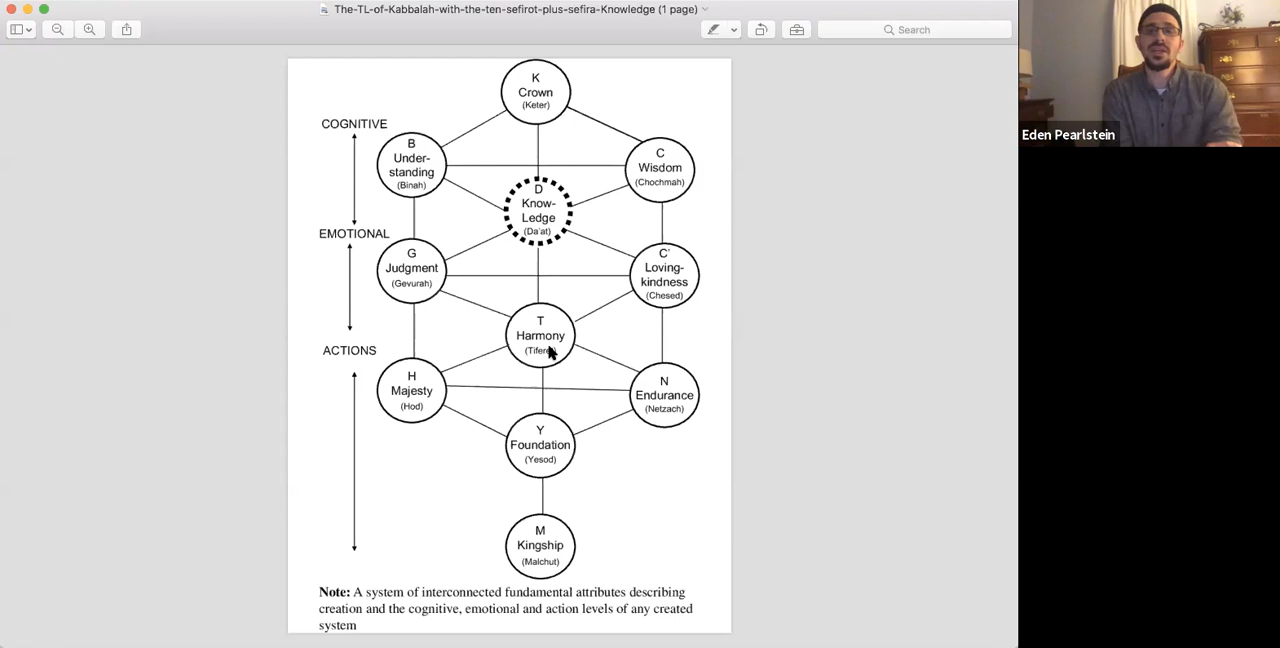 The-TL-of-Kabbalah-with-the-ten-sefirot-plus-sefira-Knowledge (1 page)
Search
Eden Pearlstein
K
Crown
(Keter)
COGNITIVE
B
Under-
standing
(Binah)
C
Wisdom
(Chochmah)
D
Know-
Ledge
(Da'at)
EMOTIONAL
G
Judgment
(Gevurah)
C'
Loving-
kindness
(Chesed)
T
Harmony
ACTIONS
H
Majesty
(Hod)
N
Endurance
(Netzach)
Y
Foundation
(Yesod)
M
Kingship
(Malchut)
Note: A system of interconnected fundamental attributes describing
creation and the cognitive, emotional and action levels of any created
system